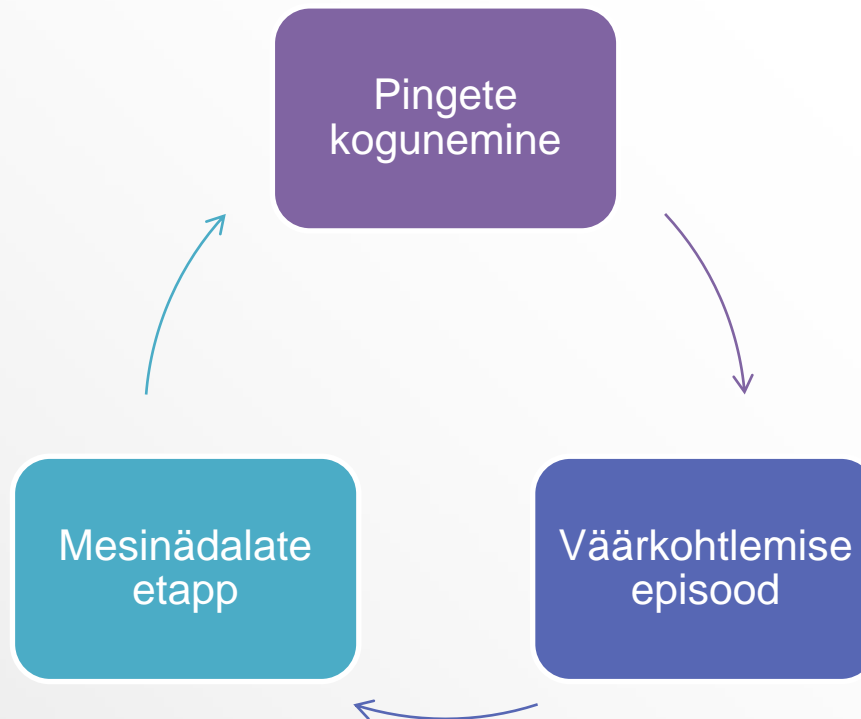 Pingete
kogunemine
Väärkohtlemise
episood
Mesinädalate
etapp